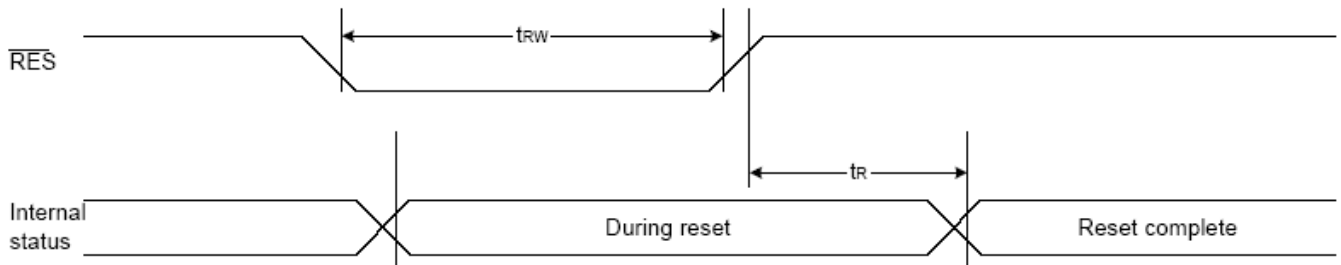 RES
tRW
tR
Internal
status
During reset
Reset complete